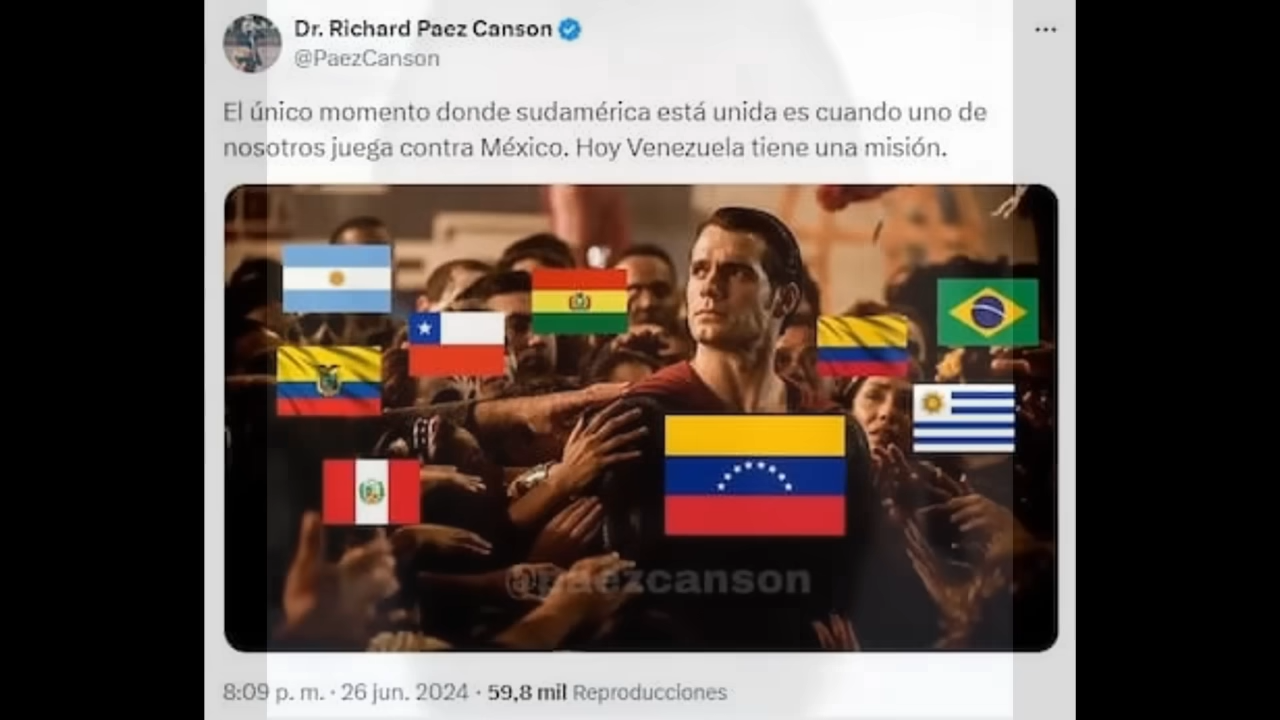 Dr. Richard Paez Canson
@PaezCanson
El único momento donde sudamérica está unida es cuando uno de
nosotros juega contra México. Hoy Venezuela tiene una misión.
@paezcanson
8:09 p. m. · 26 jun. 2024 · 59,8 mil Reproducciones